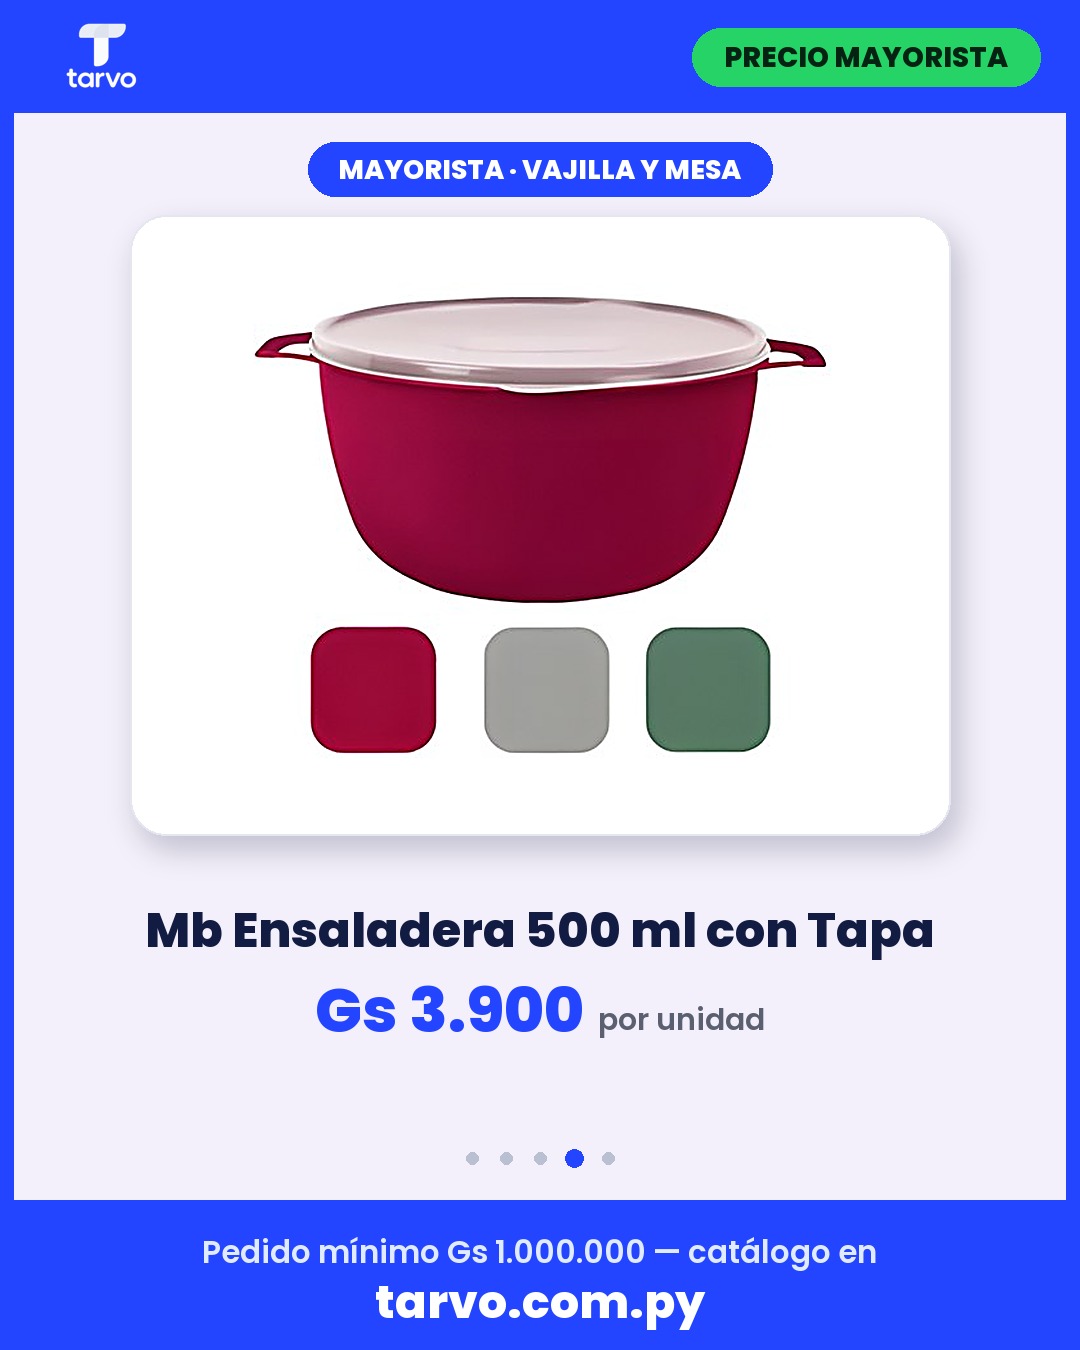 tarvo
PRECIO MAYORISTA
MAYORISTA · VAJILLA Y MESA
Mb Ensaladera 500 ml con Tapa
Gs 3.900 por unidad
Pedido mínimo Gs 1.000.000 — catálogo en
tarvo.com.py